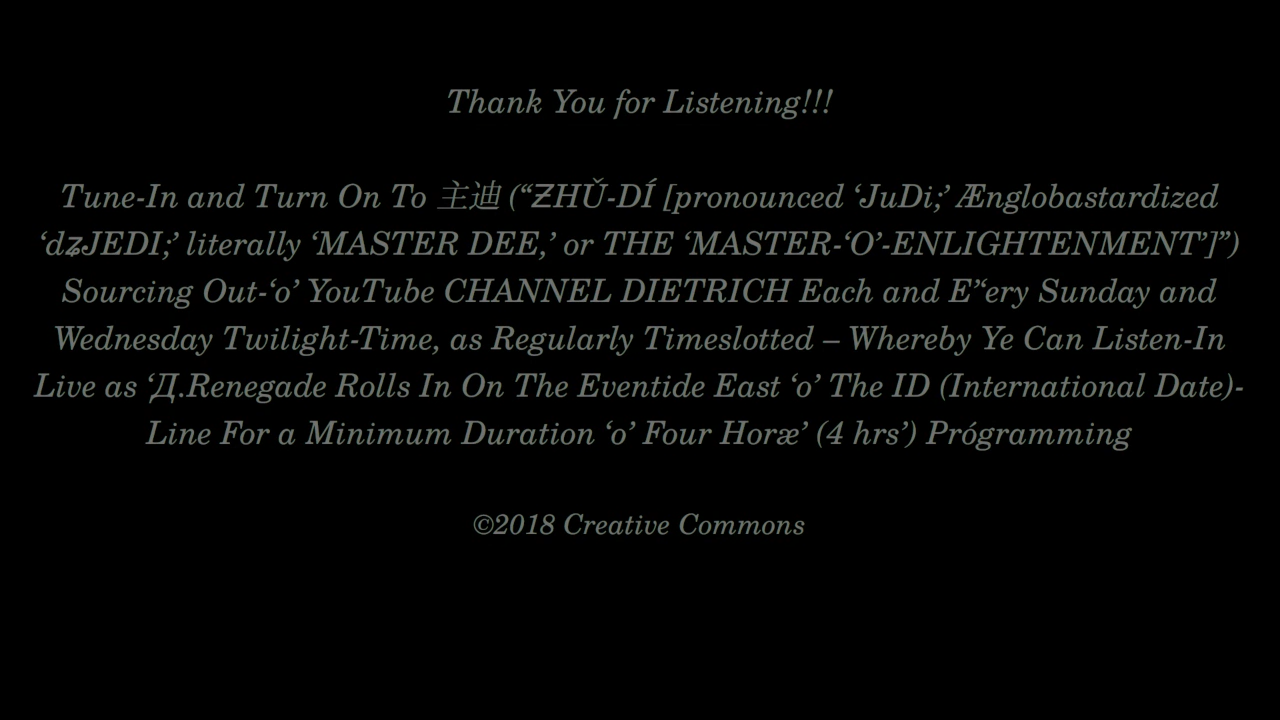 Thank You for Listening!!!
Tune-In and Turn On To 主迪 (“ƵHǓ-DÍ [pronounced ‘JuDi;’ Ænglobastardized
‘dʑJEDI;’ literally ‘MASTER DEE,’ or THE ‘MASTER-‘O’-ENLIGHTENMENT’]”)
Sourcing Out-‘o’ YouTube CHANNEL DIETRICH Each and E’‘ery Sunday and
Wednesday Twilight-Time, as Regularly Timeslotted – Whereby Ye Can Listen-In
Live as ‘Д.Renegade Rolls In On The Eventide East ‘o’ The ID (International Date)-
Line For a Minimum Duration ‘o’ Four Horæ’ (4 hrs’) Prógramming
©2018 Creative Commons